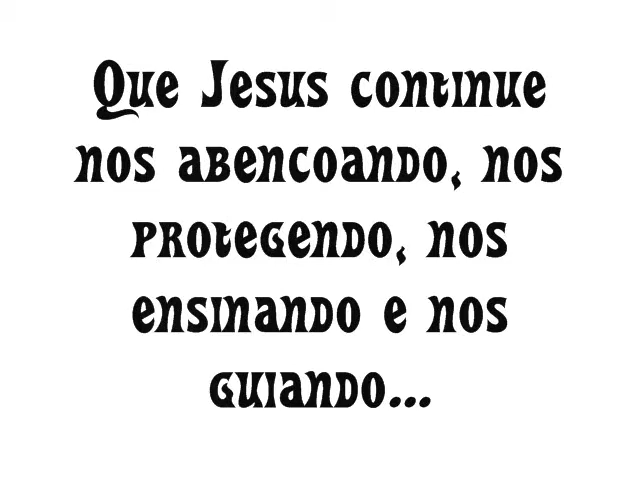 Que Jesus continue
nos abencoando, nos
protegendo, nos
ensinando e nos
guiando...